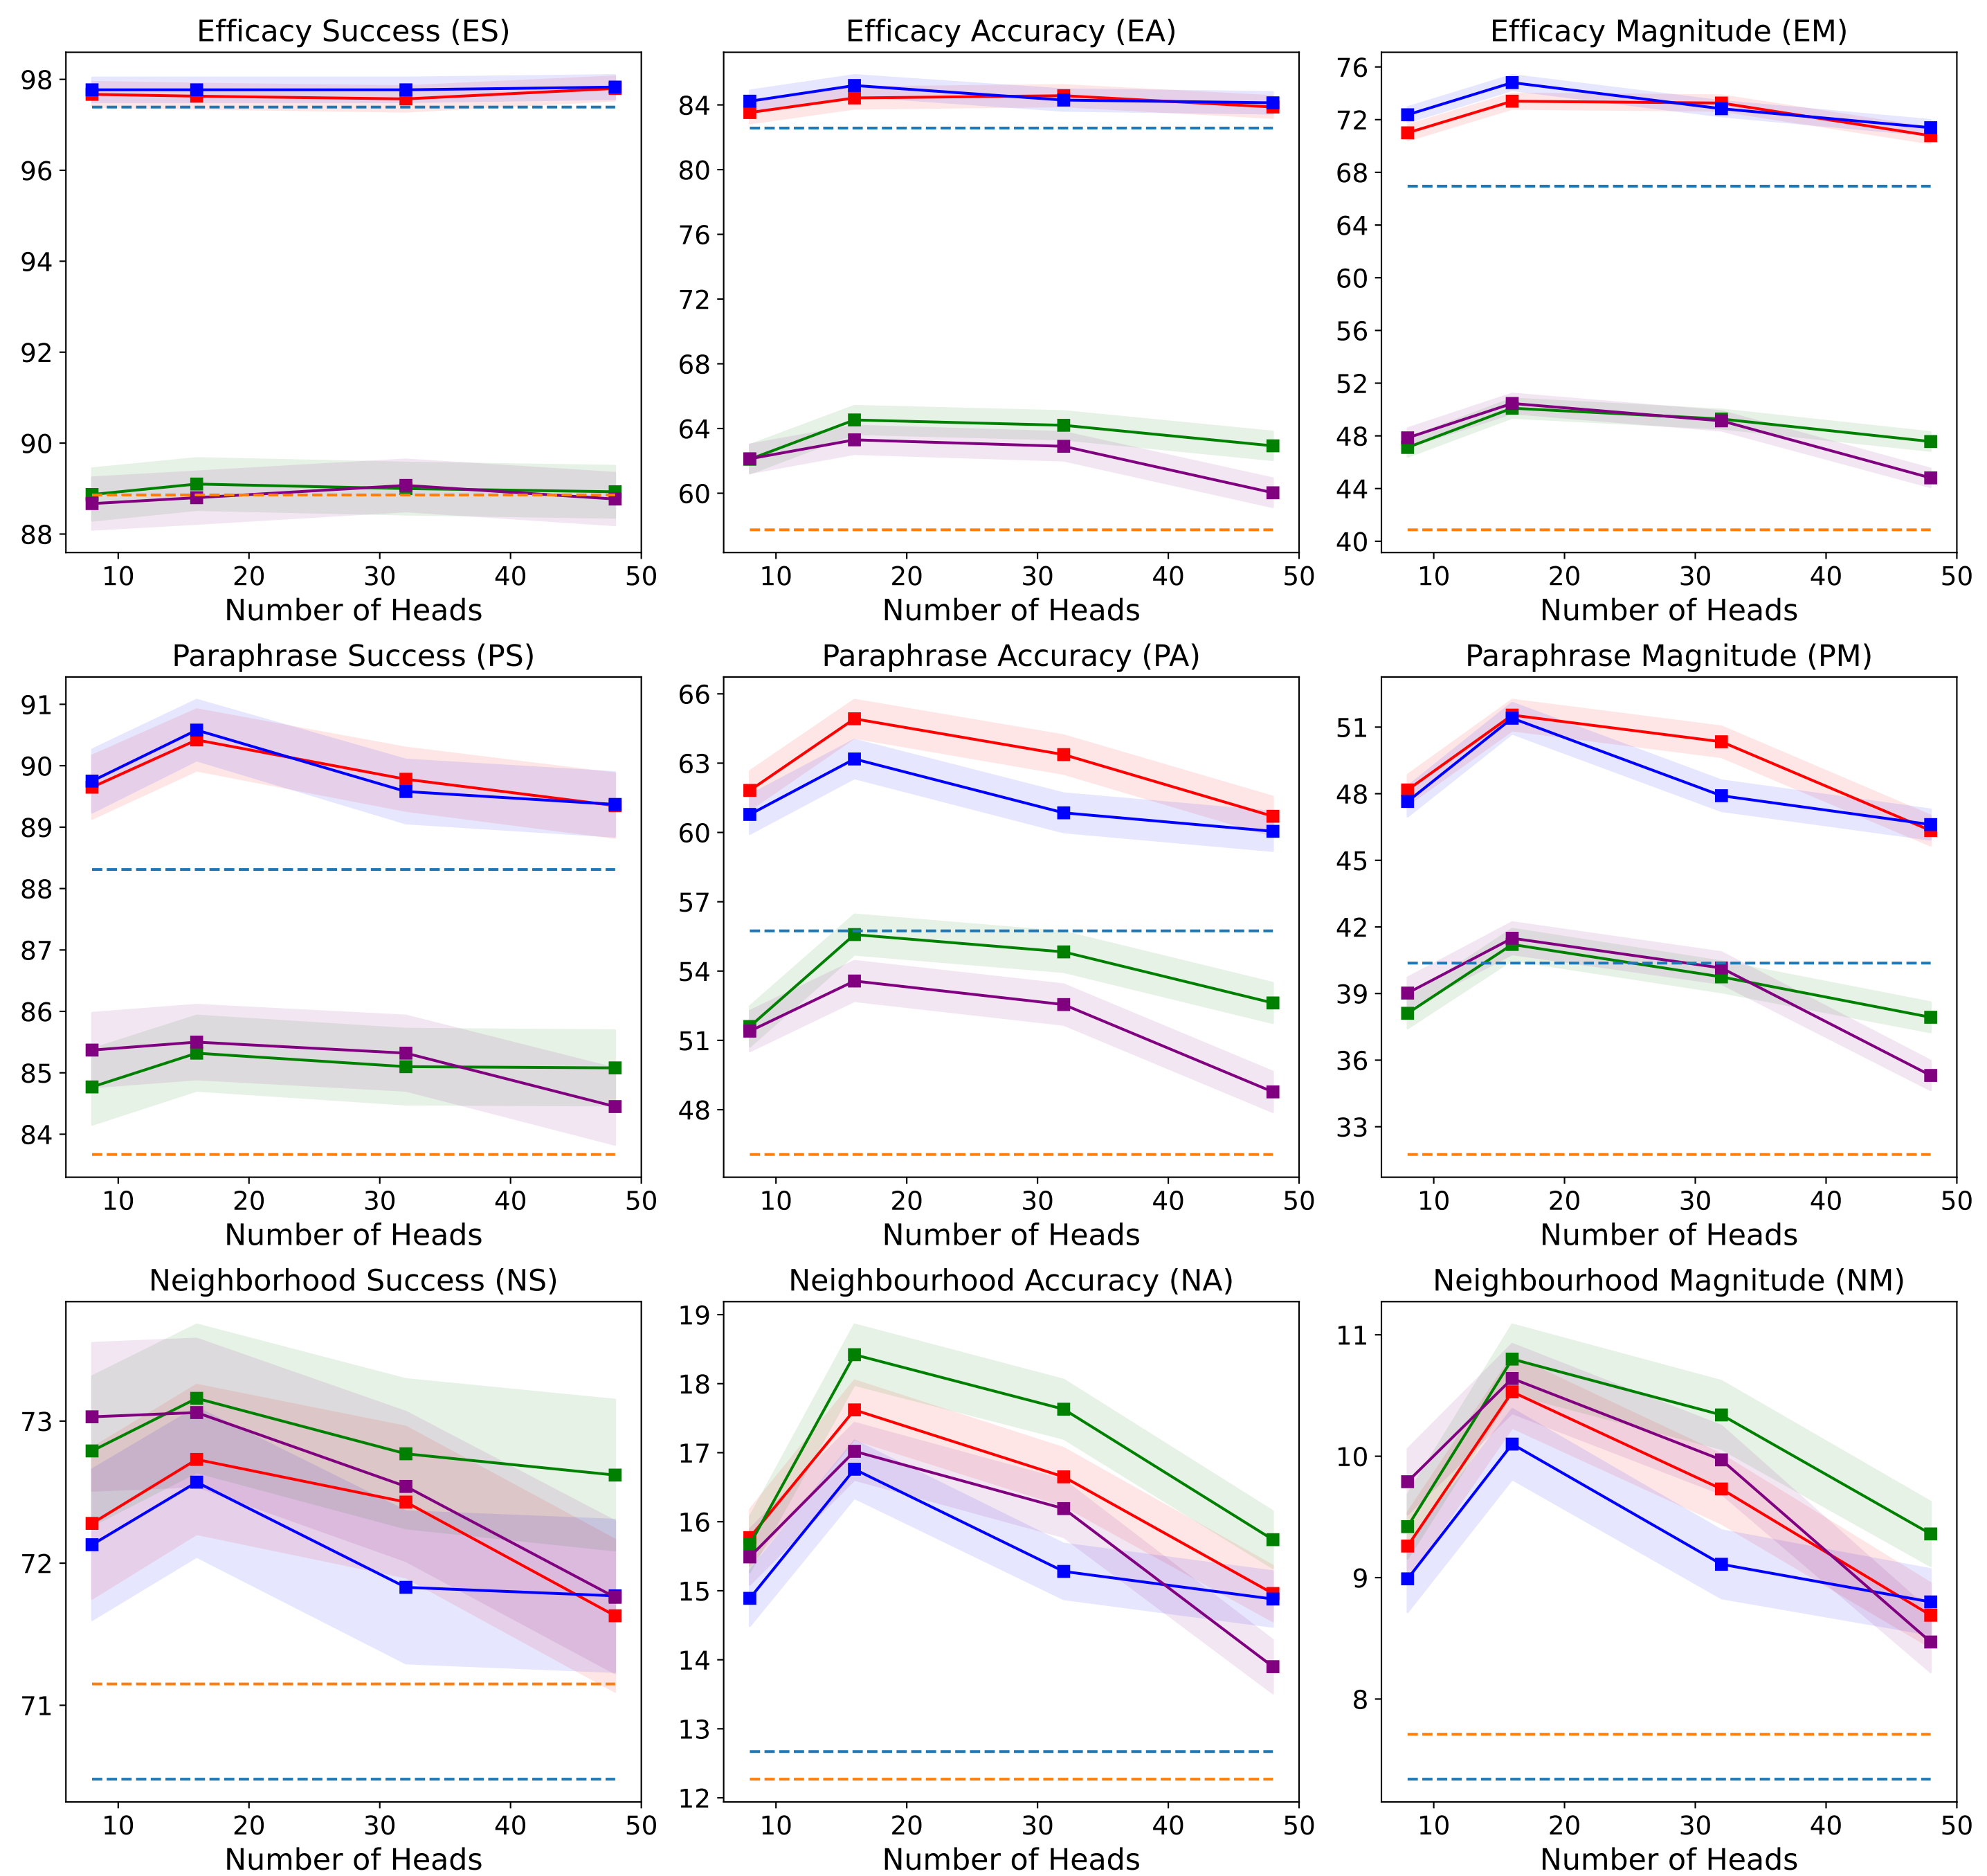 Efficacy Success (ES)
98
96
94
92
90
88
10 20 30 40 50
Number of Heads
Efficacy Accuracy (EA)
84
80
76
72
68
64
60
10 20 30 40 50
Number of Heads
Efficacy Magnitude (EM)
76
72
68
64
60
56
52
48
44
40
10 20 30 40 50
Number of Heads
Paraphrase Success (PS)
91
90
89
88
87
86
85
84
10 20 30 40 50
Number of Heads
Paraphrase Accuracy (PA)
66
63
60
57
54
51
48
10 20 30 40 50
Number of Heads
Paraphrase Magnitude (PM)
51
48
45
42
39
36
33
10 20 30 40 50
Number of Heads
Neighborhood Success (NS)
73
72
71
10 20 30 40 50
Number of Heads
Neighbourhood Accuracy (NA)
19
18
17
16
15
14
13
12
10 20 30 40 50
Number of Heads
Neighbourhood Magnitude (NM)
11
10
9
8
10 20 30 40 50
Number of Heads